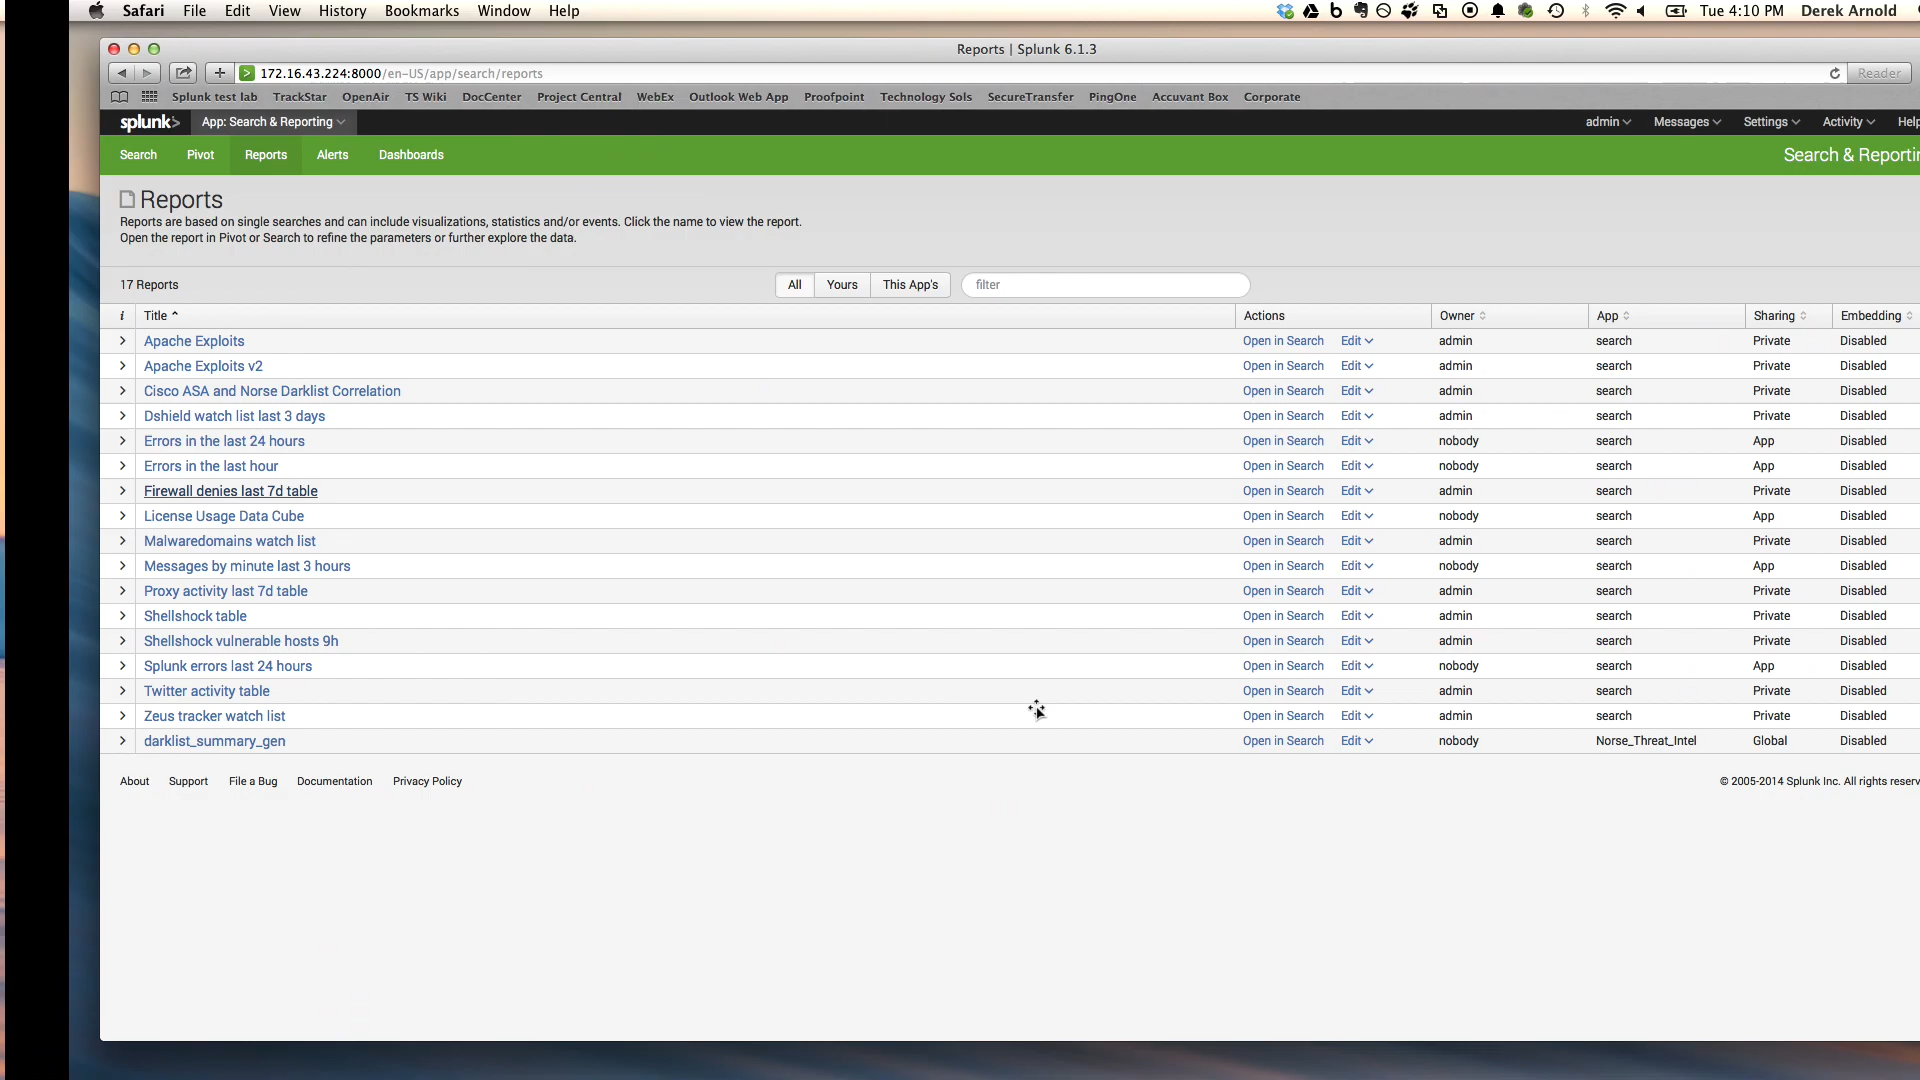 Safari File Edit View History Bookmarks Window Help Tue 4:10 PM Derek Arnold
Reports | Splunk 6.1.3
172.16.43.224:8000/en-US/app/search/reports Reader
Splunk test lab TrackStar OpenAir TS Wiki DocCenter Project Central WebEx Outlook Web App Proofpoint Technology Sols SecureTransfer PingOne Accuvant Box Corporate
splunk> App: Search & Reporting admin Messages Settings Activity Help
Search Pivot Reports Alerts Dashboards Search & Reportin
Reports
Reports are based on single searches and can include visualizations, statistics and/or events. Click the name to view the report.
Open the report in Pivot or Search to refine the parameters or further explore the data.
17 Reports All Yours This App's filter
i Title Actions Owner App Sharing Embedding
Apache Exploits Open in Search Edit admin search Private Disabled
Apache Exploits v2 Open in Search Edit admin search Private Disabled
Cisco ASA and Norse Darklist Correlation Open in Search Edit admin search Private Disabled
Dshield watch list last 3 days Open in Search Edit admin search Private Disabled
Errors in the last 24 hours Open in Search Edit nobody search App Disabled
Errors in the last hour Open in Search Edit nobody search App Disabled
Firewall denies last 7d table Open in Search Edit admin search Private Disabled
License Usage Data Cube Open in Search Edit nobody search App Disabled
Malwaredomains watch list Open in Search Edit admin search Private Disabled
Messages by minute last 3 hours Open in Search Edit nobody search App Disabled
Proxy activity last 7d table Open in Search Edit admin search Private Disabled
Shellshock table Open in Search Edit admin search Private Disabled
Shellshock vulnerable hosts 9h Open in Search Edit admin search Private Disabled
Splunk errors last 24 hours Open in Search Edit nobody search App Disabled
Twitter activity table Open in Search Edit admin search Private Disabled
Zeus tracker watch list Open in Search Edit admin search Private Disabled
darklist_summary_gen Open in Search Edit nobody Norse_Threat_Intel Global Disabled
About Support File a Bug Documentation Privacy Policy © 2005-2014 Splunk Inc. All rights reserv